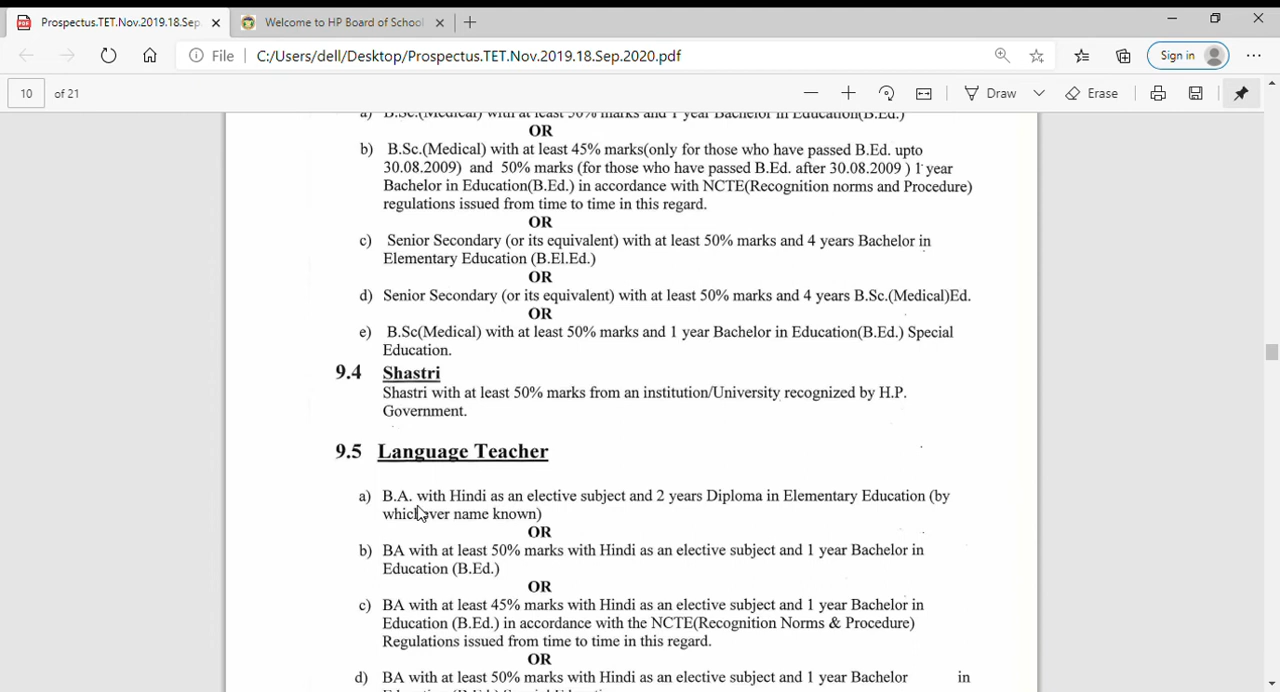 Prospectus.TET.Nov.2019.18.Sep
Welcome to HP Board of School
File
C:/Users/dell/Desktop/Prospectus.TET.Nov.2019.18.Sep.2020.pdf
Sign in
10 of 21
Draw
Erase
a) B.Sc.(Medical) with at least 50% marks and 1 year Bachelor in Education(B.Ed.)
OR
b) B.Sc.(Medical) with at least 45% marks(only for those who have passed B.Ed. upto
30.08.2009) and 50% marks (for those who have passed B.Ed. after 30.08.2009 ) 1 year
Bachelor in Education(B.Ed.) in accordance with NCTE(Recognition norms and Procedure)
regulations issued from time to time in this regard.
OR
c) Senior Secondary (or its equivalent) with at least 50% marks and 4 years Bachelor in
Elementary Education (B.El.Ed.)
OR
d) Senior Secondary (or its equivalent) with at least 50% marks and 4 years B.Sc.(Medical)Ed.
OR
e) B.Sc(Medical) with at least 50% marks and 1 year Bachelor in Education(B.Ed.) Special
Education.
9.4 Shastri
Shastri with at least 50% marks from an institution/University recognized by H.P.
Government.
9.5 Language Teacher
a) B.A. with Hindi as an elective subject and 2 years Diploma in Elementary Education (by
whichever name known)
OR
b) BA with at least 50% marks with Hindi as an elective subject and 1 year Bachelor in
Education (B.Ed.)
OR
c) BA with at least 45% marks with Hindi as an elective subject and 1 year Bachelor in
Education (B.Ed.) in accordance with the NCTE(Recognition Norms & Procedure)
Regulations issued from time to time in this regard.
OR
d) BA with at least 50% marks with Hindi as an elective subject and 1 year Bachelor in